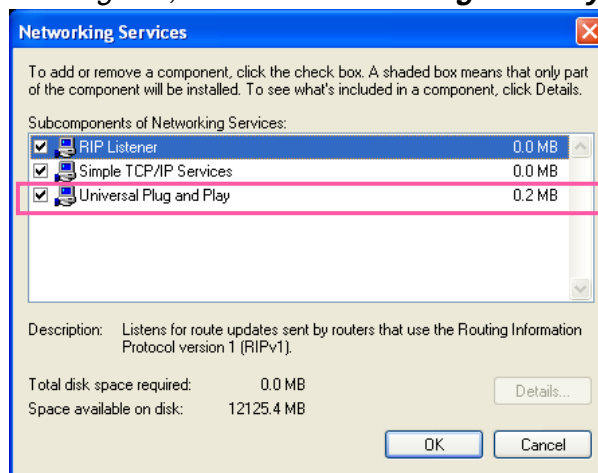 Networking Services
To add or remove a component, click the check box. A shaded box means that only part
of the component will be installed. To see what's included in a component, click Details.
Subcomponents of Networking Services:
RIP Listener 0.0 MB
Simple TCP/IP Services 0.0 MB
Universal Plug and Play 0.2 MB
Description: Listens for route updates sent by routers that use the Routing Information
Protocol version 1 (RIPv1).
Total disk space required: 0.0 MB
Details...
Space available on disk: 12125.4 MB
OK Cancel